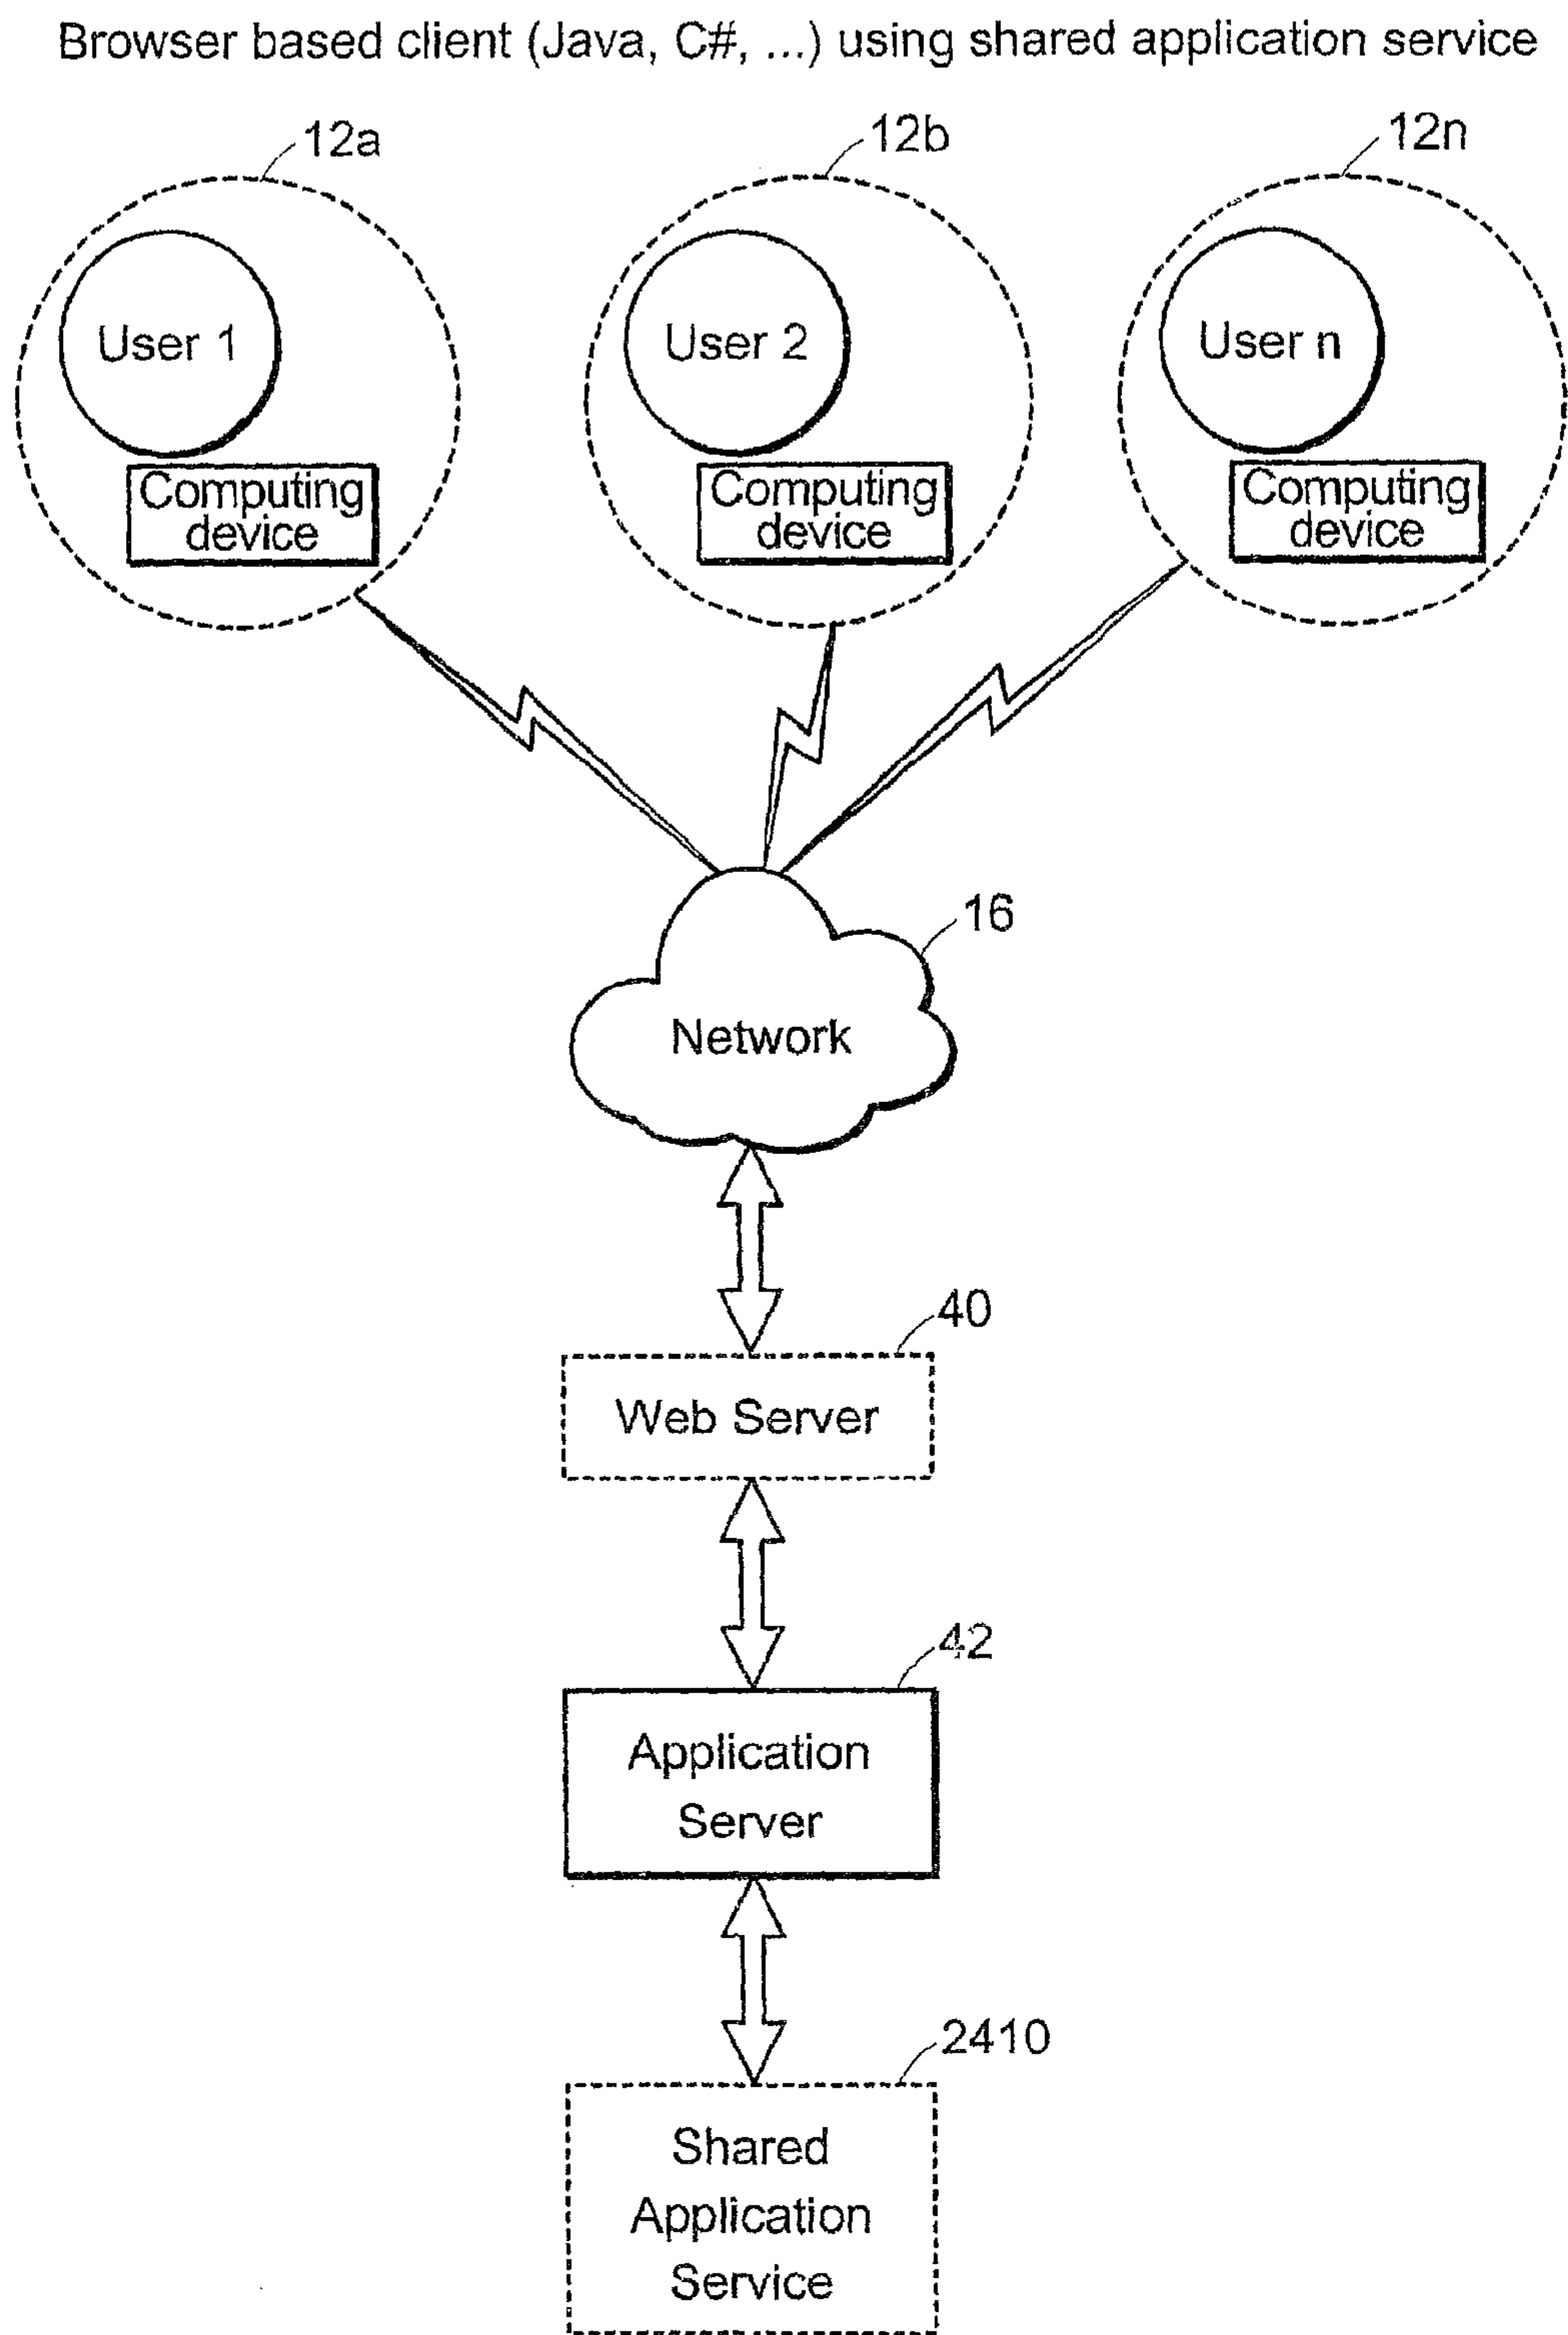 Browser based client (Java, C#, ...) using shared application service
12a
12b
12n
User 1
User 2
User n
Computing
device
Computing
device
Computing
device
16
Network
40
Web Server
42
Application
Server
2410
Shared
Application
Service